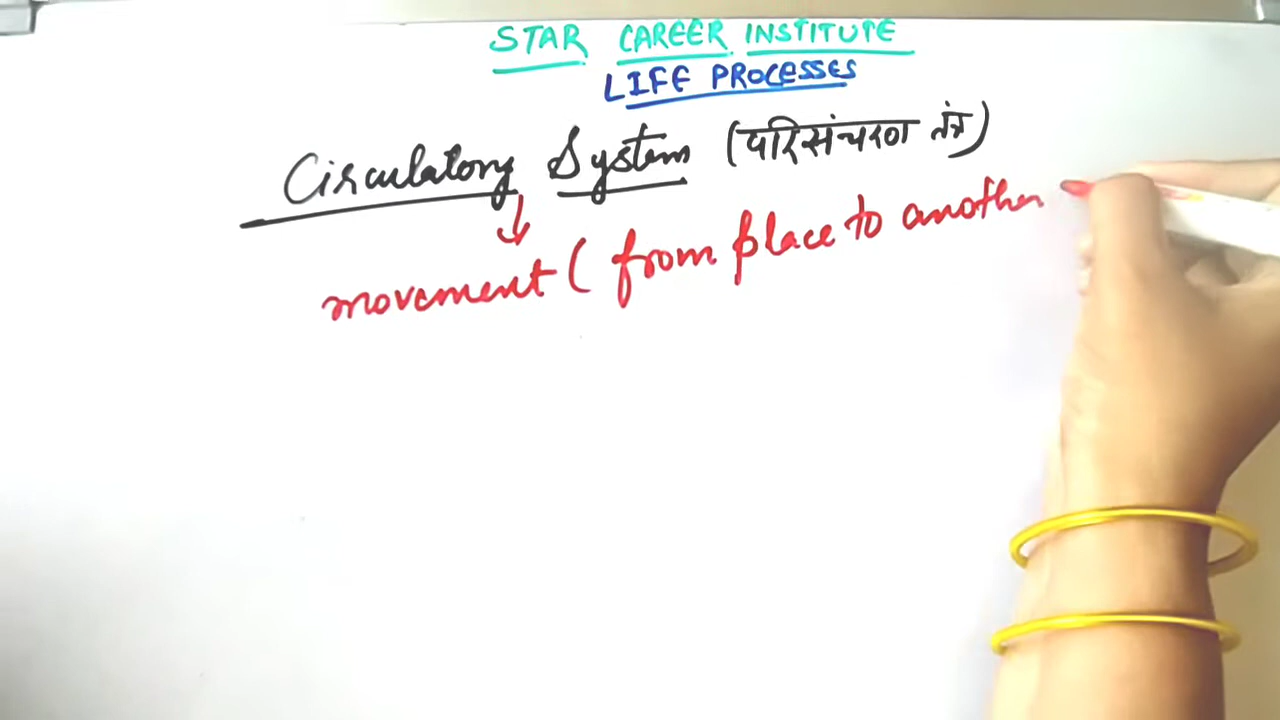 STAR CAREER INSTITUTE
LIFE PROCESSES
Circulatory System (परिसंचरण तंत्र)
movement ( from place to another